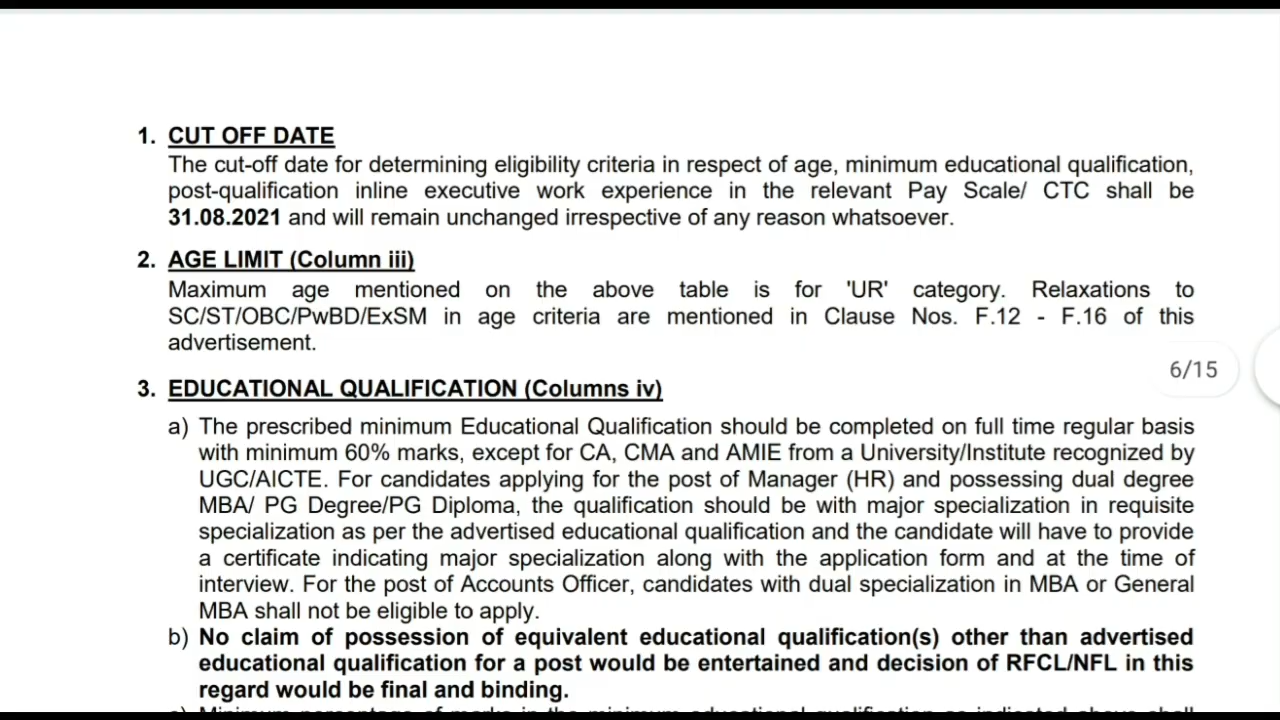 1. CUT OFF DATE
The cut-off date for determining eligibility criteria in respect of age, minimum educational qualification,
post-qualification inline executive work experience in the relevant Pay Scale/ CTC shall be
31.08.2021 and will remain unchanged irrespective of any reason whatsoever.
2. AGE LIMIT (Column iii)
Maximum age mentioned on the above table is for 'UR' category. Relaxations to
SC/ST/OBC/PwBD/ExSM in age criteria are mentioned in Clause Nos. F.12 - F.16 of this
advertisement.
6/15
3. EDUCATIONAL QUALIFICATION (Columns iv)
a) The prescribed minimum Educational Qualification should be completed on full time regular basis
with minimum 60% marks, except for CA, CMA and AMIE from a University/Institute recognized by
UGC/AICTE. For candidates applying for the post of Manager (HR) and possessing dual degree
MBA/ PG Degree/PG Diploma, the qualification should be with major specialization in requisite
specialization as per the advertised educational qualification and the candidate will have to provide
a certificate indicating major specialization along with the application form and at the time of
interview. For the post of Accounts Officer, candidates with dual specialization in MBA or General
MBA shall not be eligible to apply.
b) No claim of possession of equivalent educational qualification(s) other than advertised
educational qualification for a post would be entertained and decision of RFCL/NFL in this
regard would be final and binding.